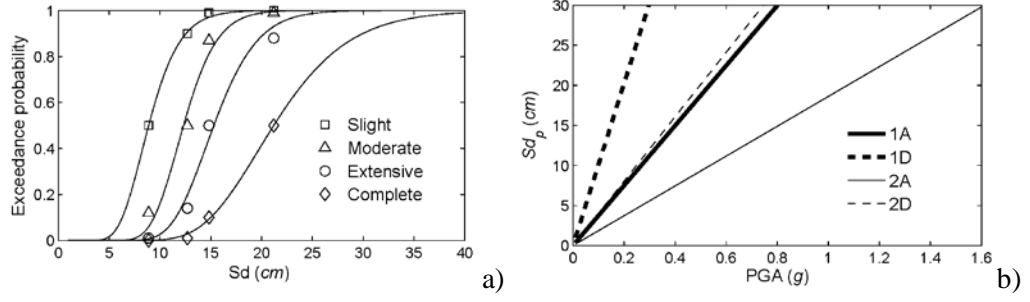 Exceedance probability
1
0.8
0.6
0.4
0.2
0
0 5 10 15 20 25 30 35 40
Sd (cm)
Slight
Moderate
Extensive
Complete
a)
Sd_p (cm)
30
25
20
15
10
5
0
0 0.2 0.4 0.6 0.8 1 1.2 1.4 1.6
PGA (g)
1A
1D
2A
2D
b)